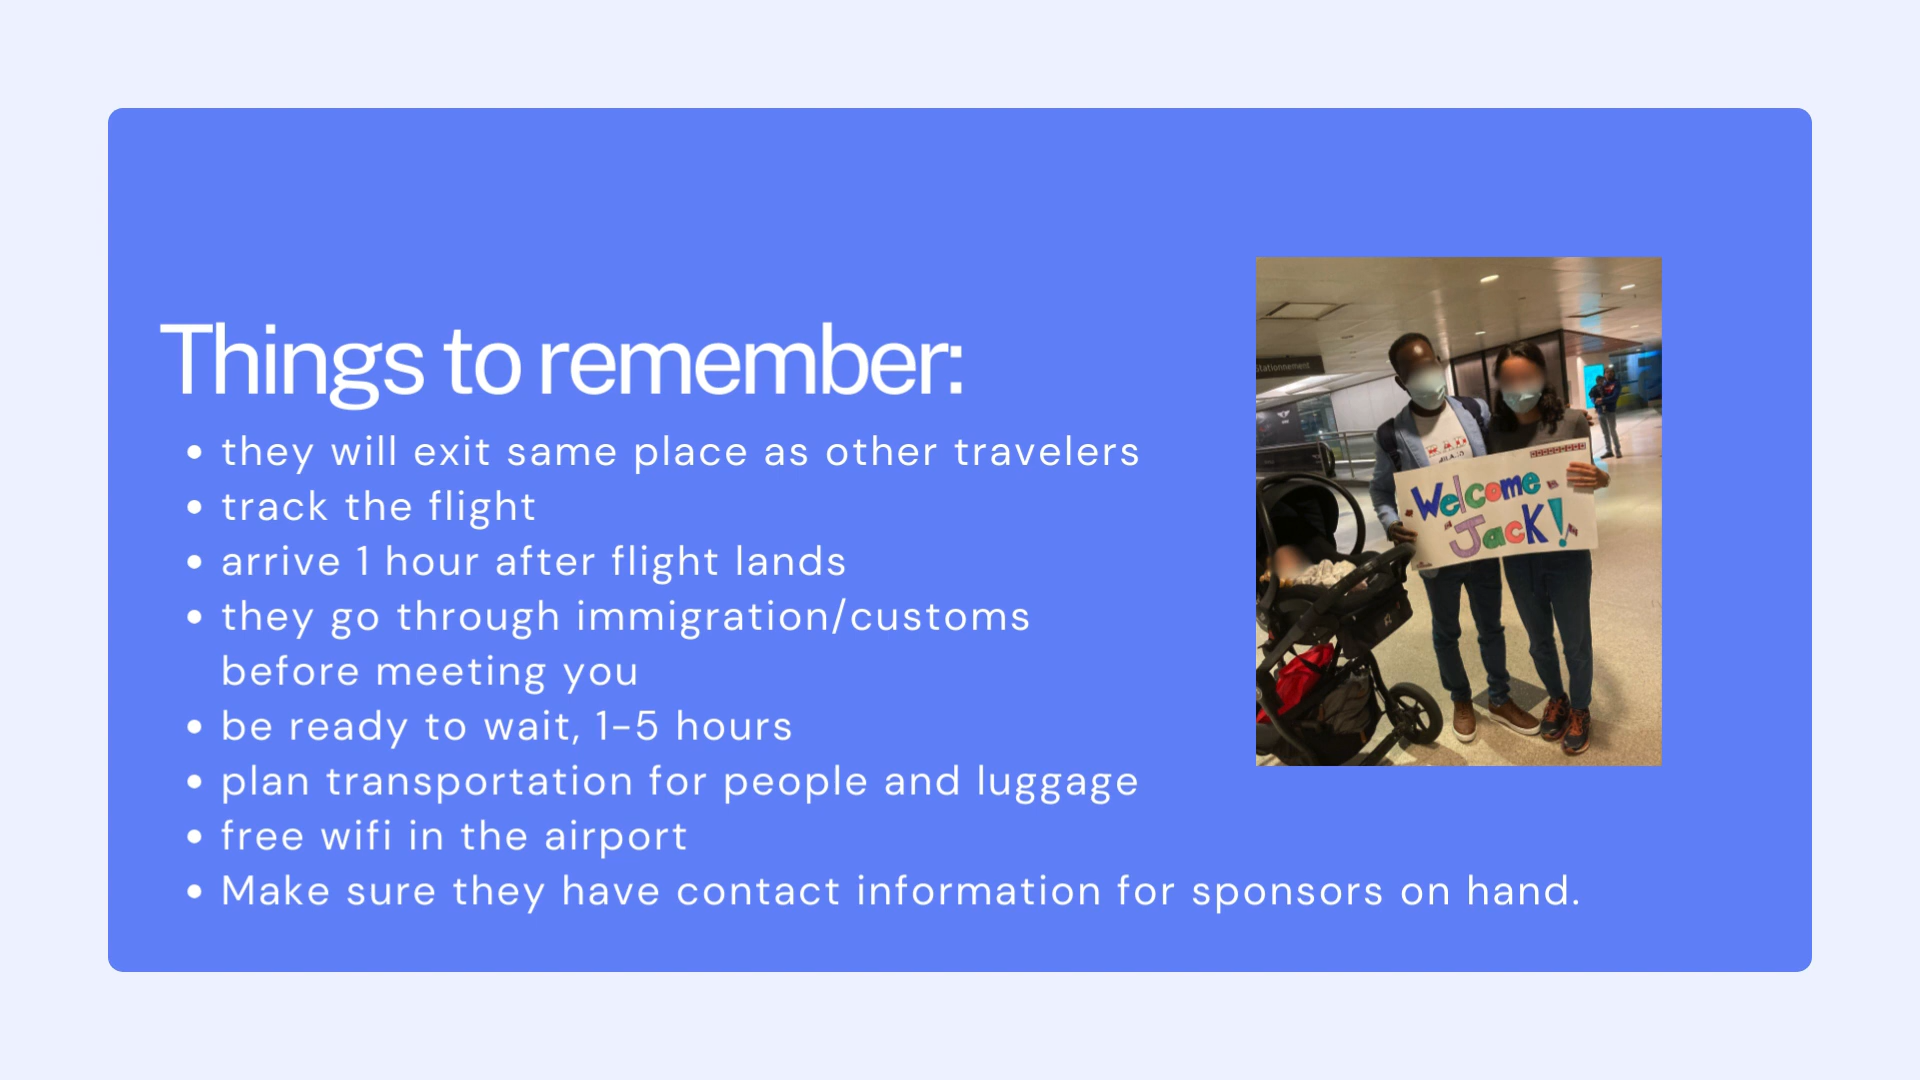 Things to remember:
they will exit same place as other travelers
track the flight
arrive 1 hour after flight lands
they go through immigration/customs
before meeting you
be ready to wait, 1-5 hours
plan transportation for people and luggage
free wifi in the airport
Make sure they have contact information for sponsors on hand.
Stationnement
Welcome
Jack!